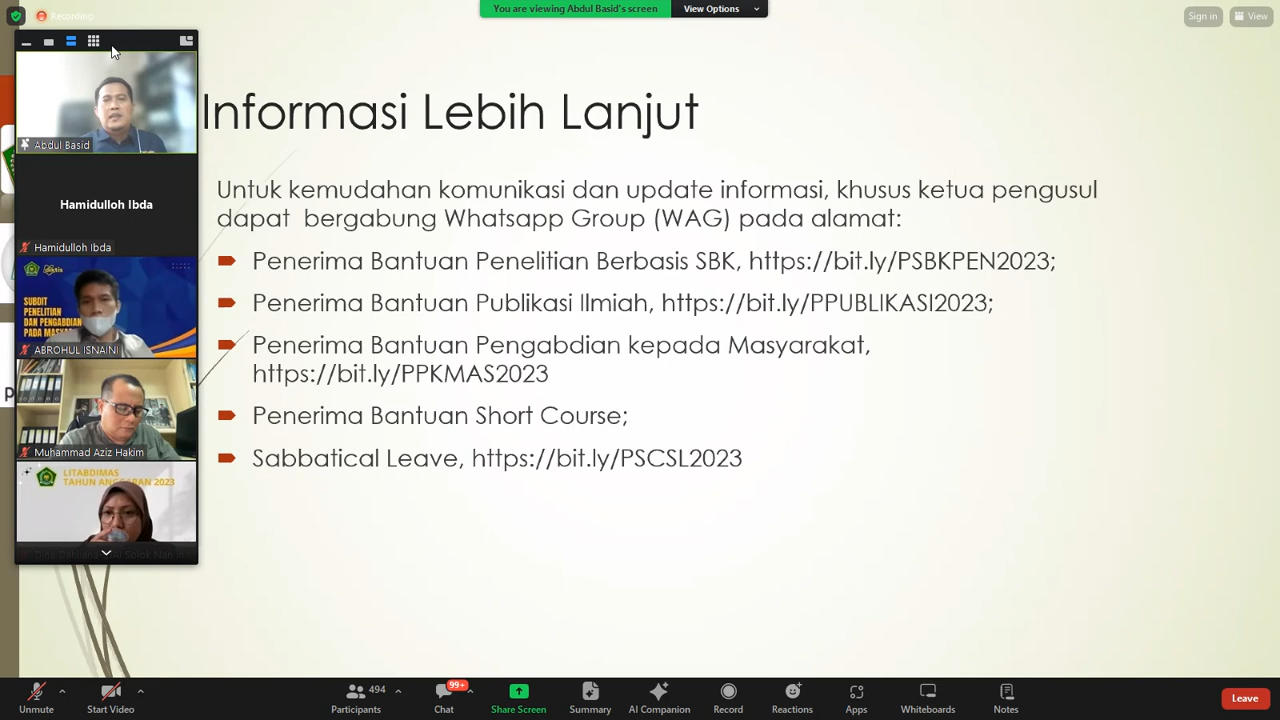 Recording
You are viewing Abdul Basid's screen
View Options
Sign in
View
Abdul Basid
Hamidulloh Ibda
Hamidulloh Ibda
SUBDIT
PENELITIAN
DAN PENGABDIAN
PADA
ABROHUL ISNAINI
Muhammad Aziz Hakim
LITABDIMAS
TAHUN ANGGARAN 2023
Informasi Lebih Lanjut
Untuk kemudahan komunikasi dan update informasi, khusus ketua pengusul
dapat bergabung Whatsapp Group (WAG) pada alamat:
Penerima Bantuan Penelitian Berbasis SBK, https://bit.ly/PSBKPEN2023;
Penerima Bantuan Publikasi Ilmiah, https://bit.ly/PPUBLIKASI2023;
Penerima Bantuan Pengabdian kepada Masyarakat,
https://bit.ly/PPKMAS2023
Penerima Bantuan Short Course;
Sabbatical Leave, https://bit.ly/PSCSL2023
Unmute
Start Video
494
Participants
99+
Chat
Share Screen
Summary
AI Companion
Record
Reactions
Apps
Whiteboards
Notes
Leave